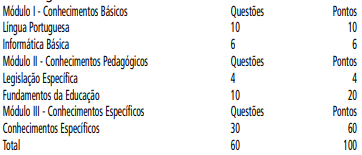 Módulo I - Conhecimentos Básicos Questões Pontos
Língua Portuguesa 10 10
Informática Básica 6 6
Módulo II - Conhecimentos Pedagógicos Questões Pontos
Legislação Específica 4 4
Fundamentos da Educação 10 20
Módulo III - Conhecimentos Específicos Questões Pontos
Conhecimentos Específicos 30 60
Total 60 100